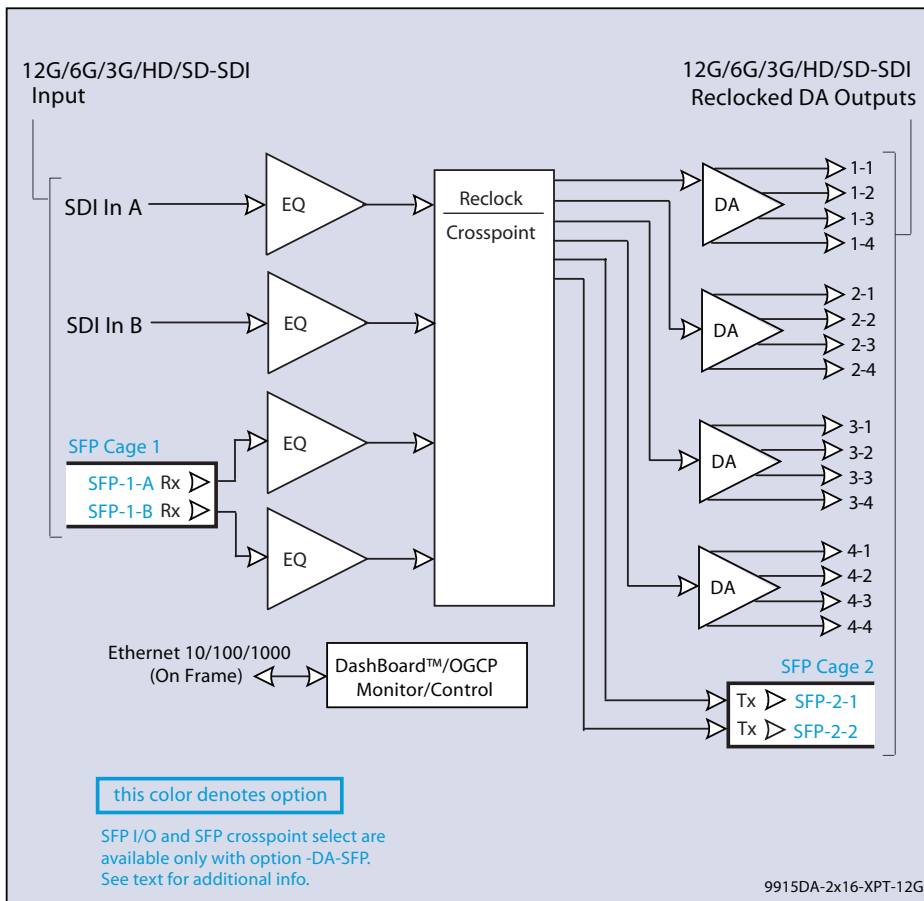 12G/6G/3G/HD/SD-SDI
Input
12G/6G/3G/HD/SD-SDI
Reclocked DA Outputs
SDI In A
EQ
SDI In B
EQ
SFP Cage 1
SFP-1-A Rx
SFP-1-B Rx
EQ
EQ
Reclock
Crosspoint
DA
1-1
1-2
1-3
1-4
DA
2-1
2-2
2-3
2-4
DA
3-1
3-2
3-3
3-4
DA
4-1
4-2
4-3
4-4
SFP Cage 2
Tx SFP-2-1
Tx SFP-2-2
Ethernet 10/100/1000
(On Frame)
DashBoard™/OGCP
Monitor/Control
this color denotes option
SFP I/O and SFP crosspoint select are
available only with option -DA-SFP.
See text for additional info.
9915DA-2x16-XPT-12G